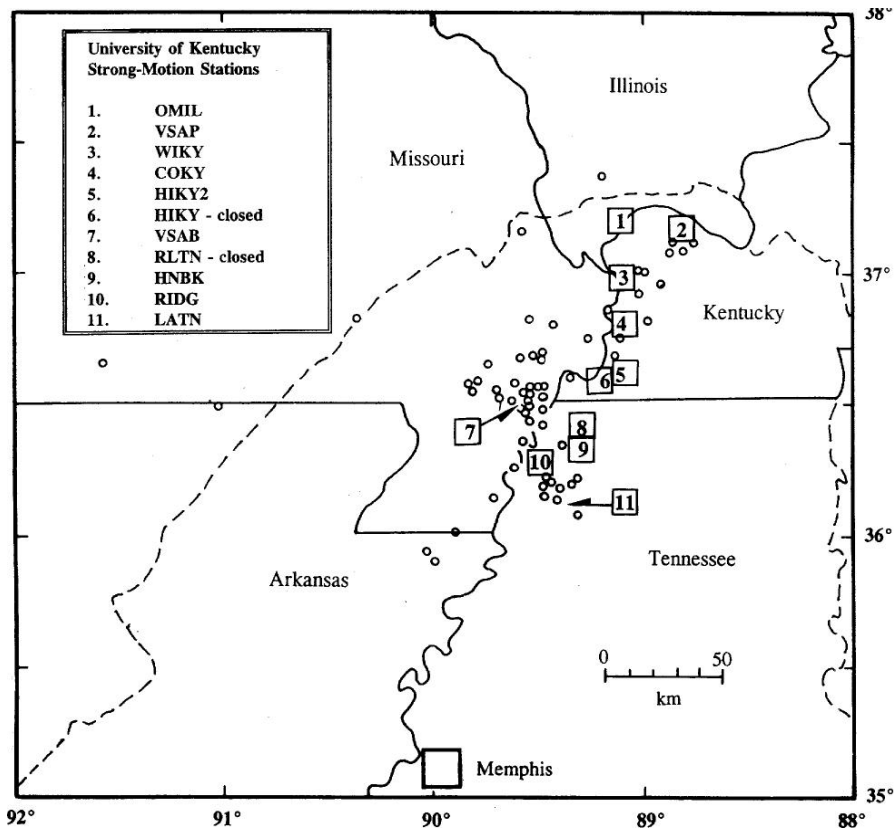 University of Kentucky
Strong-Motion Stations
1. OMIL
2. VSAP
3. WIKY
4. COKY
5. HIKY2
6. HIKY - closed
7. VSAB
8. RLTN - closed
9. HNBK
10. RIDG
11. LATN
38°
Illinois
Missouri
1
2
37°
3
Kentucky
4
5
6
7
8
9
10
11
36°
Arkansas
Tennessee
0 50
km
Memphis
35°
92° 91° 90° 89° 88°